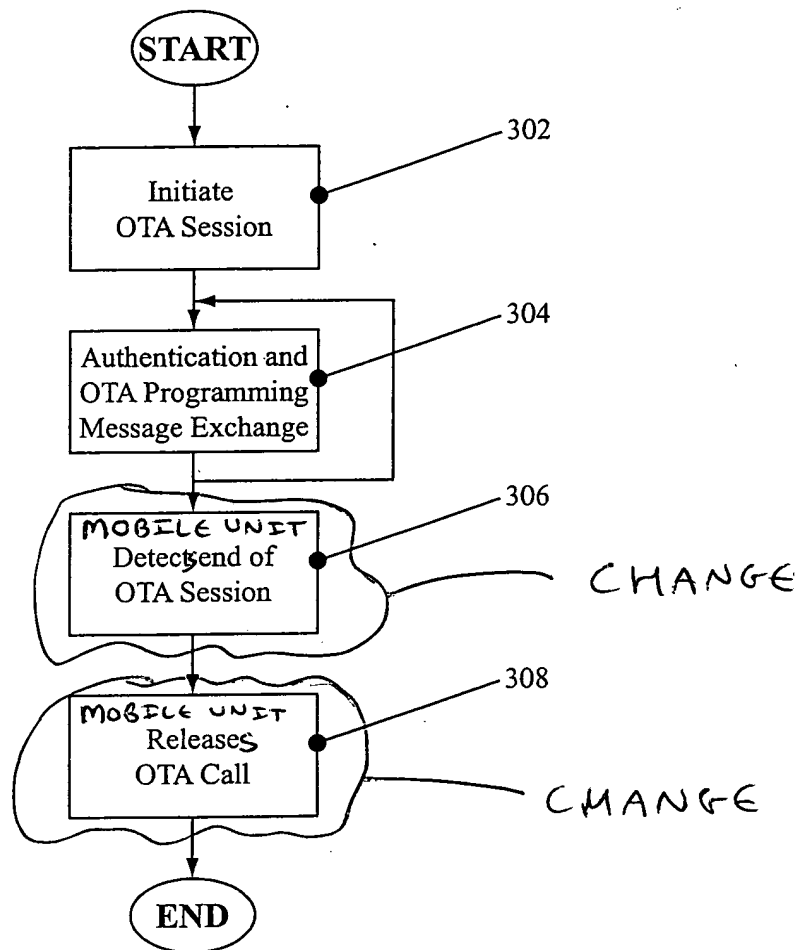 START
302
Initiate
OTA Session
304
Authentication and
OTA Programming
Message Exchange
306
MOBILE UNIT
Detects end of
OTA Session
CHANGE
308
MOBILE UNIT
Releases
OTA Call
CHANGE
END